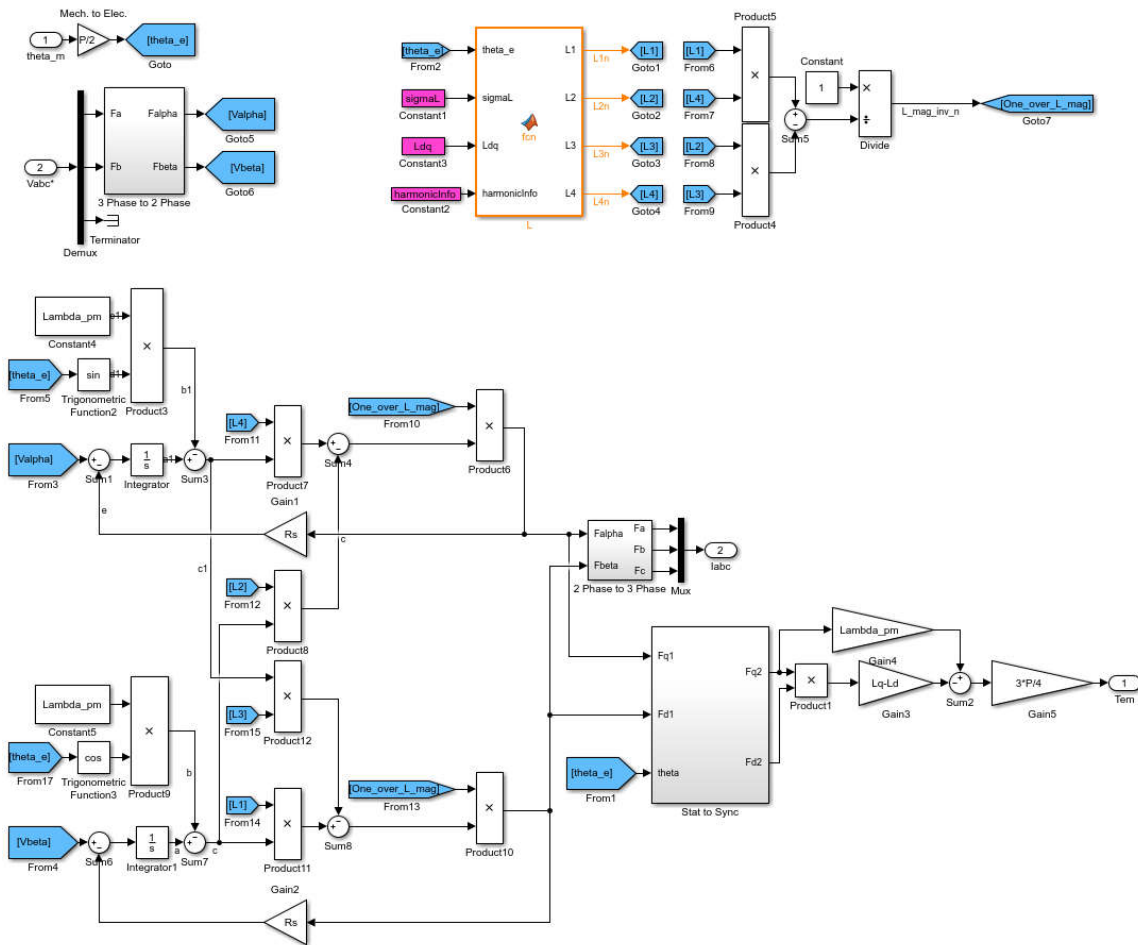 Mech. to Elec.
1
P/2
[theta_e]
theta_m
Goto
Fa
Falpha
[Valpha]
Goto5
2
Vabc*
Fb
Fbeta
[Vbeta]
Goto6
3 Phase to 2 Phase
Terminator
Demux
[theta_e]
From2
theta_e
L1
L1n
[L1]
Goto1
sigmaL
Constant1
sigmaL
L2
L2n
[L2]
Goto2
fcn
Ldq
Constant3
Ldq
L3
L3n
[L3]
Goto3
harmonicInfo
Constant2
harmonicInfo
L4
L4n
[L4]
Goto4
L
Product5
[L1]
From6
×
[L4]
From7
[L2]
From8
×
[L3]
From9
Product4
Constant
1
+
−
Sum5
×
÷
Divide
L_mag_inv_n
[One_over_L_mag]
Goto7
Lambda_pm
Constant4
[theta_e]
From5
sin
Trigonometric
Function2
×
Product3
b1
[Valpha]
From3
+
−
Sum1
1
s
Integrator
+
−
Sum3
[L4]
From11
×
Product7
+
−
Sum4
[One_over_L_mag]
From10
×
Product6
e
Gain1
Rs
c
c1
[L2]
From12
×
Product8
[L3]
From15
×
Product12
Falpha
Fa
Fbeta
Fb
Fc
2 Phase to 3 Phase
Mux
2
Iabc
Fq1
Fq2
Fd1
Fd2
[theta_e]
From1
theta
Stat to Sync
Lambda_pm
Gain4
×
Product1
Lq-Ld
Gain3
−
+
Sum2
3*P/4
Gain5
1
Tem
Lambda_pm
Constant5
[theta_e]
From17
cos
Trigonometric
Function3
×
Product9
b
[Vbeta]
From4
+
−
Sum6
1
s
Integrator1
a
+
−
Sum7
c
[L1]
From14
×
Product11
+
−
Sum8
[One_over_L_mag]
From13
×
Product10
Gain2
Rs